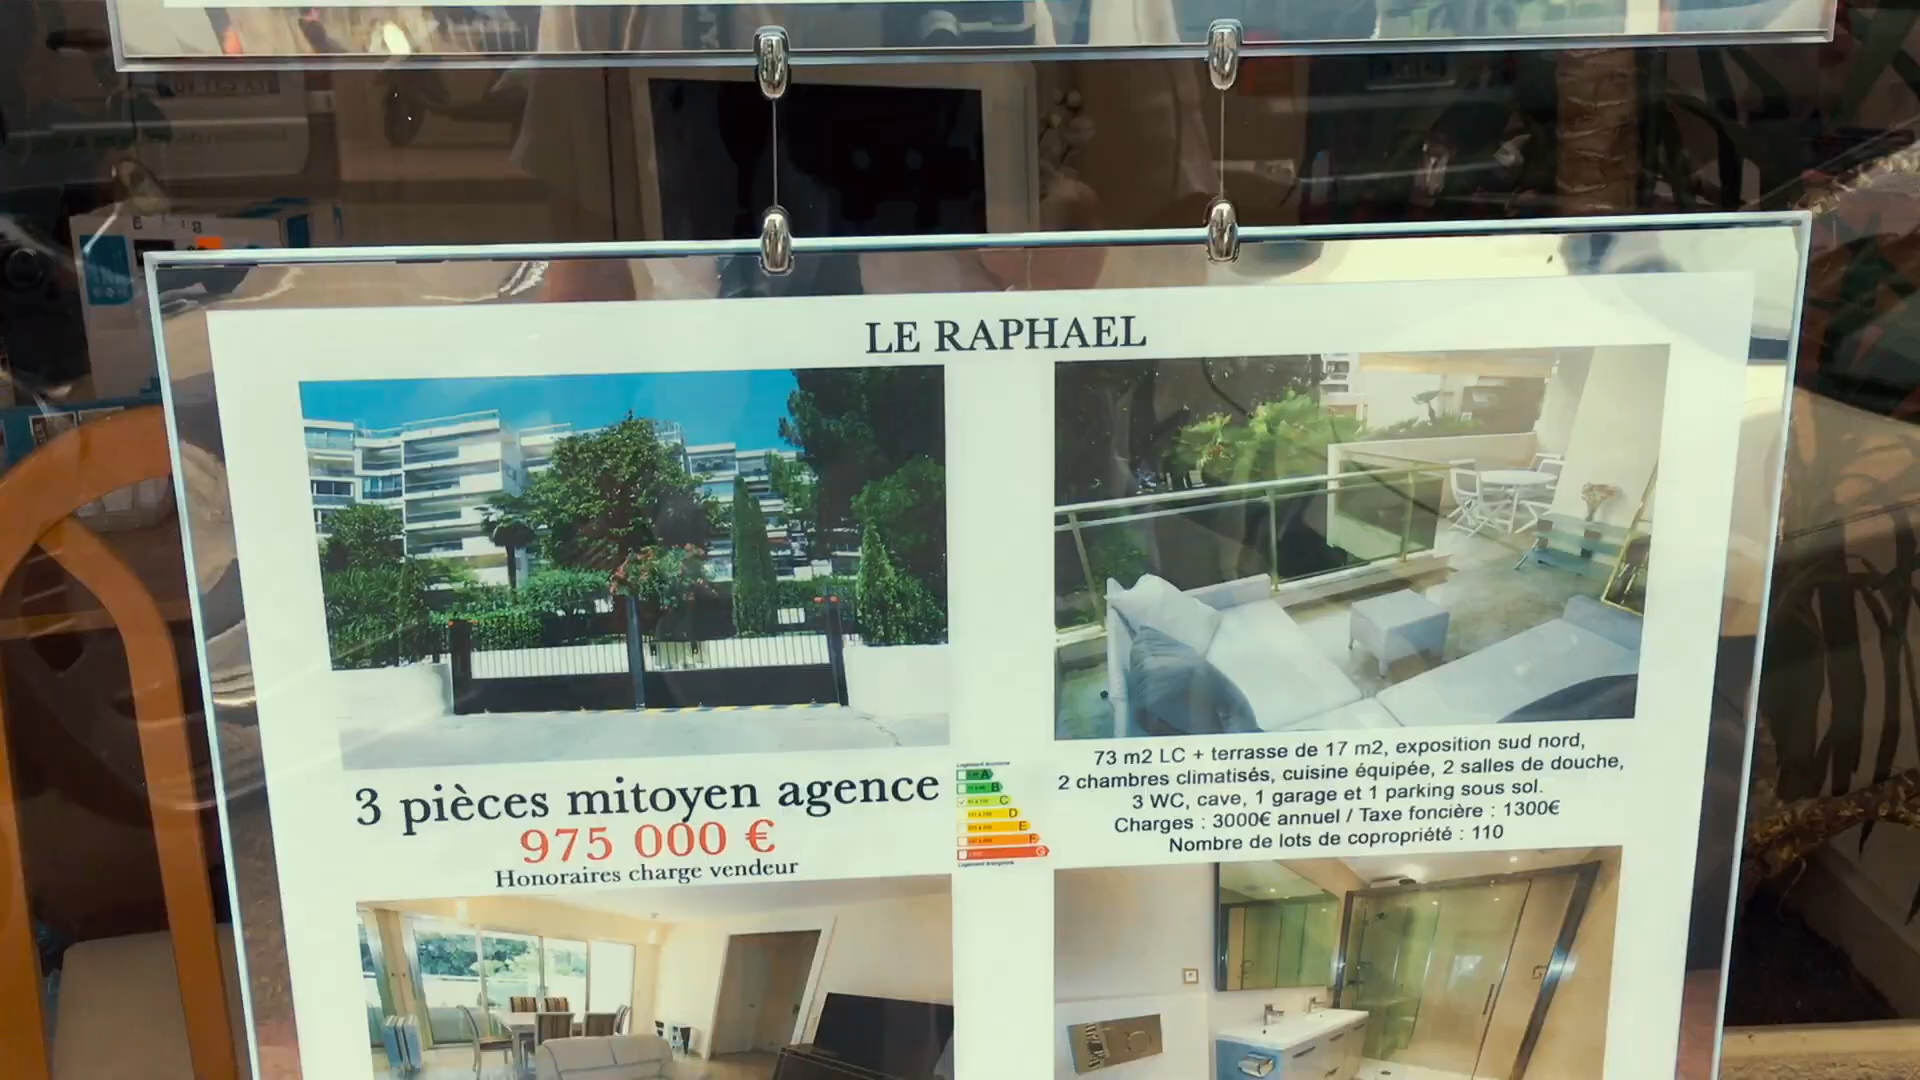 LE RAPHAEL
3 pièces mitoyen agence
975 000 €
Honoraires charge vendeur
A
B
C
D
E
F
G
73 m2 LC + terrasse de 17 m2, exposition sud nord,
2 chambres climatisés, cuisine équipée, 2 salles de douche,
3 WC, cave, 1 garage et 1 parking sous sol.
Charges : 3000€ annuel / Taxe foncière : 1300€
Nombre de lots de copropriété : 110